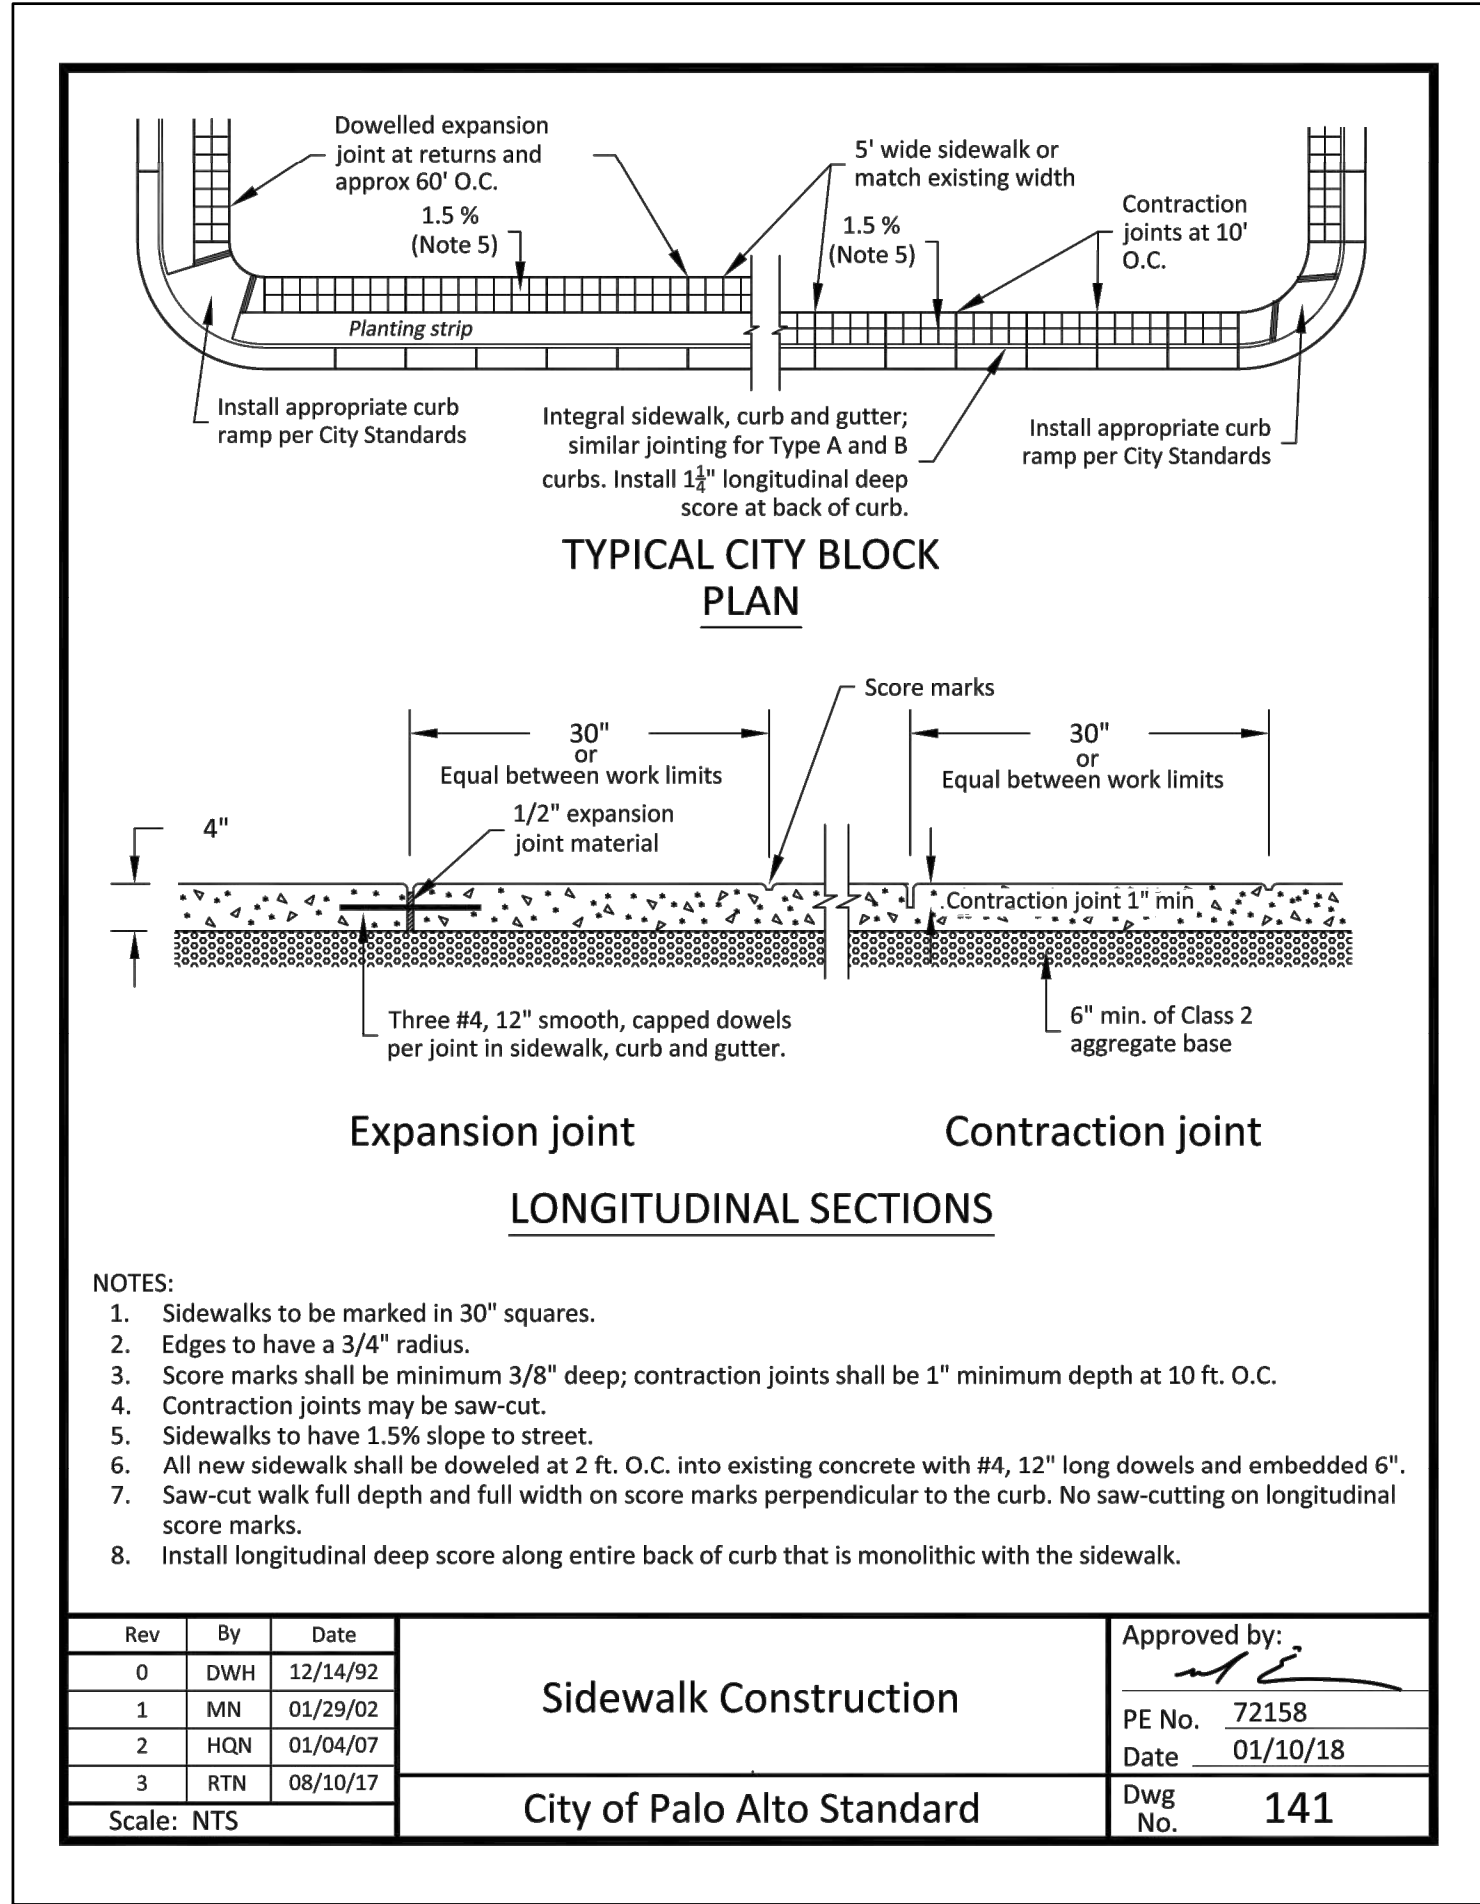 Dowelled expansion
joint at returns and
approx 60' O.C.
1.5 %
(Note 5)
5' wide sidewalk or
match existing width
1.5 %
(Note 5)
Contraction
joints at 10'
O.C.
Planting strip
Install appropriate curb
ramp per City Standards
Integral sidewalk, curb and gutter;
similar jointing for Type A and B
curbs. Install 1 1/4" longitudinal deep
score at back of curb.
Install appropriate curb
ramp per City Standards
TYPICAL CITY BLOCK
PLAN
Score marks
30"
or
Equal between work limits
30"
or
Equal between work limits
1/2" expansion
joint material
4"
Contraction joint 1" min
Three #4, 12" smooth, capped dowels
per joint in sidewalk, curb and gutter.
6" min. of Class 2
aggregate base
Expansion joint
Contraction joint
LONGITUDINAL SECTIONS
NOTES:
1. Sidewalks to be marked in 30" squares.
2. Edges to have a 3/4" radius.
3. Score marks shall be minimum 3/8" deep; contraction joints shall be 1" minimum depth at 10 ft. O.C.
4. Contraction joints may be saw-cut.
5. Sidewalks to have 1.5% slope to street.
6. All new sidewalk shall be doweled at 2 ft. O.C. into existing concrete with #4, 12" long dowels and embedded 6".
7. Saw-cut walk full depth and full width on score marks perpendicular to the curb. No saw-cutting on longitudinal
score marks.
8. Install longitudinal deep score along entire back of curb that is monolithic with the sidewalk.
Rev By Date
0 DWH 12/14/92
1 MN 01/29/02
2 HQN 01/04/07
3 RTN 08/10/17
Scale: NTS
Sidewalk Construction
City of Palo Alto Standard
Approved by:
PE No. 72158
Date 01/10/18
Dwg
No.
141